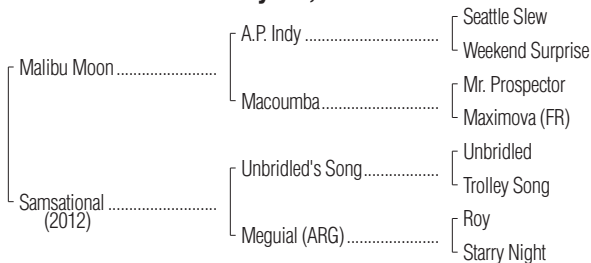 A.P. Indy ................................
Seattle Slew
Weekend Surprise
Malibu Moon ........................
Macoumba ............................
Mr. Prospector
Maximova (FR)
Unbridled's Song..................
Unbridled
Trolley Song
Samsational ..........................
(2012)
Meguial (ARG)......................
Roy
Starry Night